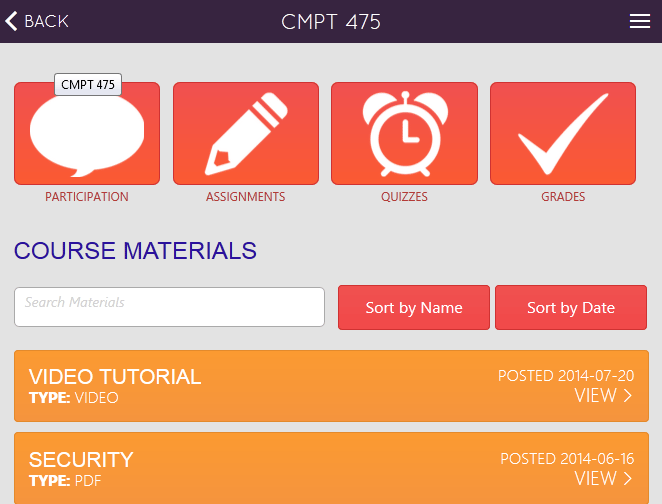 BACK
CMPT 475
CMPT 475
PARTICIPATION
ASSIGNMENTS
QUIZZES
GRADES
COURSE MATERIALS
Search Materials
Sort by Name
Sort by Date
VIDEO TUTORIAL
POSTED 2014-07-20
TYPE: VIDEO
VIEW >
SECURITY
POSTED 2014-06-16
TYPE: PDF
VIEW >